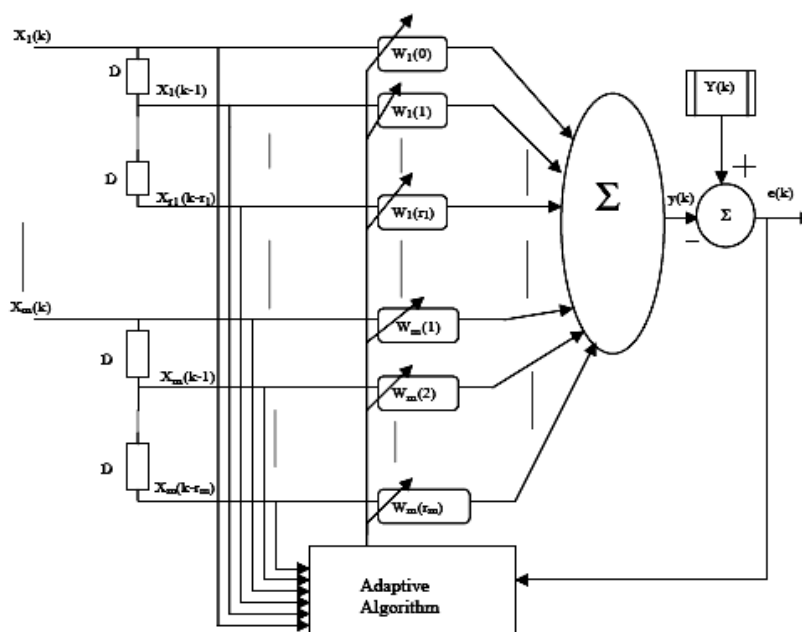 X1(k)
D
X1(k-1)
D
Xr1(k-r1)
Xm(k)
D
Xm(k-1)
D
Xm(k-rm)
W1(0)
W1(1)
W1(r1)
Wm(1)
Wm(2)
Wm(rm)
Σ
Y(k)
+
y(k)
−
Σ
e(k)
Adaptive
Algorithm